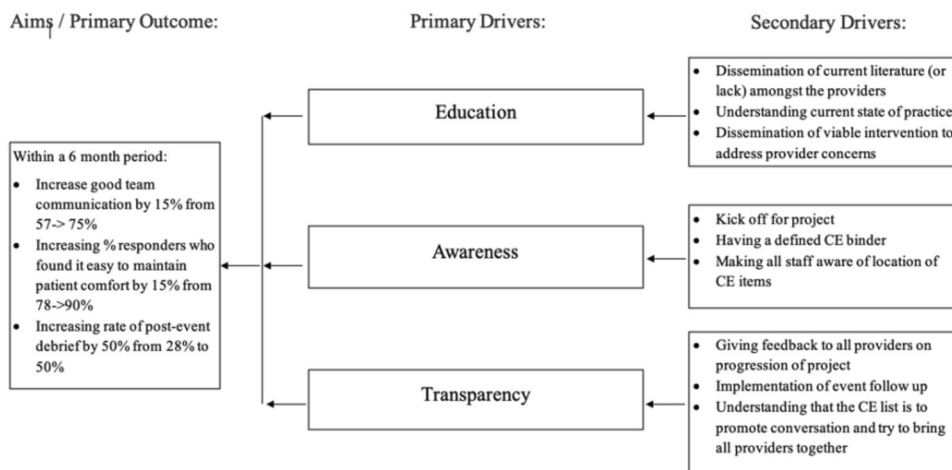 Aims / Primary Outcome:
Primary Drivers:
Secondary Drivers:
Within a 6 month period:
• Increase good team
communication by 15% from
57-> 75%
• Increasing % responders who
found it easy to maintain
patient comfort by 15% from
78->90%
• Increasing rate of post-event
debrief by 50% from 28% to
50%
Education
Awareness
Transparency
• Dissemination of current literature (or
lack) amongst the providers
• Understanding current state of practice
• Dissemination of viable intervention to
address provider concerns
• Kick off for project
• Having a defined CE binder
• Making all staff aware of location of
CE items
• Giving feedback to all providers on
progression of project
• Implementation of event follow up
• Understanding that the CE list is to
promote conversation and try to bring
all providers together